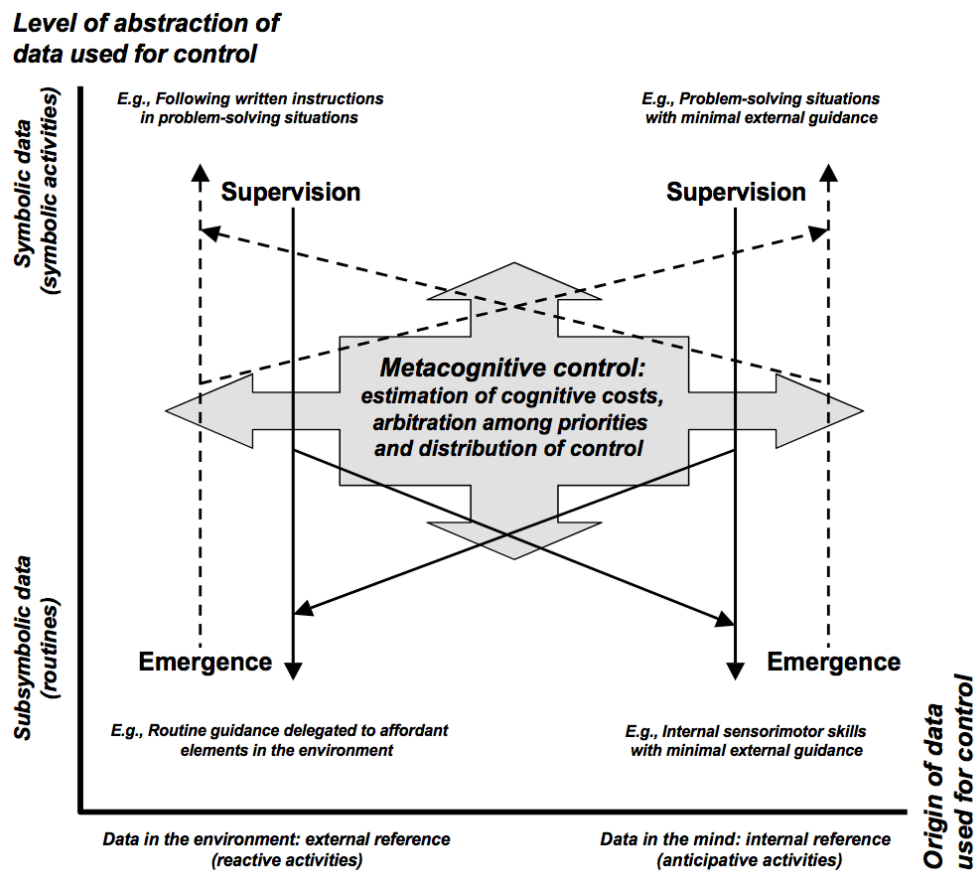 Level of abstraction of
data used for control
E.g., Following written instructions
in problem-solving situations
E.g., Problem-solving situations
with minimal external guidance
Symbolic data
(symbolic activities)
Supervision
Supervision
Metacognitive control:
estimation of cognitive costs,
arbitration among priorities
and distribution of control
Subsymbolic data
(routines)
Emergence
Emergence
E.g., Routine guidance delegated to affordant
elements in the environment
E.g., Internal sensorimotor skills
with minimal external guidance
Data in the environment: external reference
(reactive activities)
Data in the mind: internal reference
(anticipative activities)
Origin of data
used for control